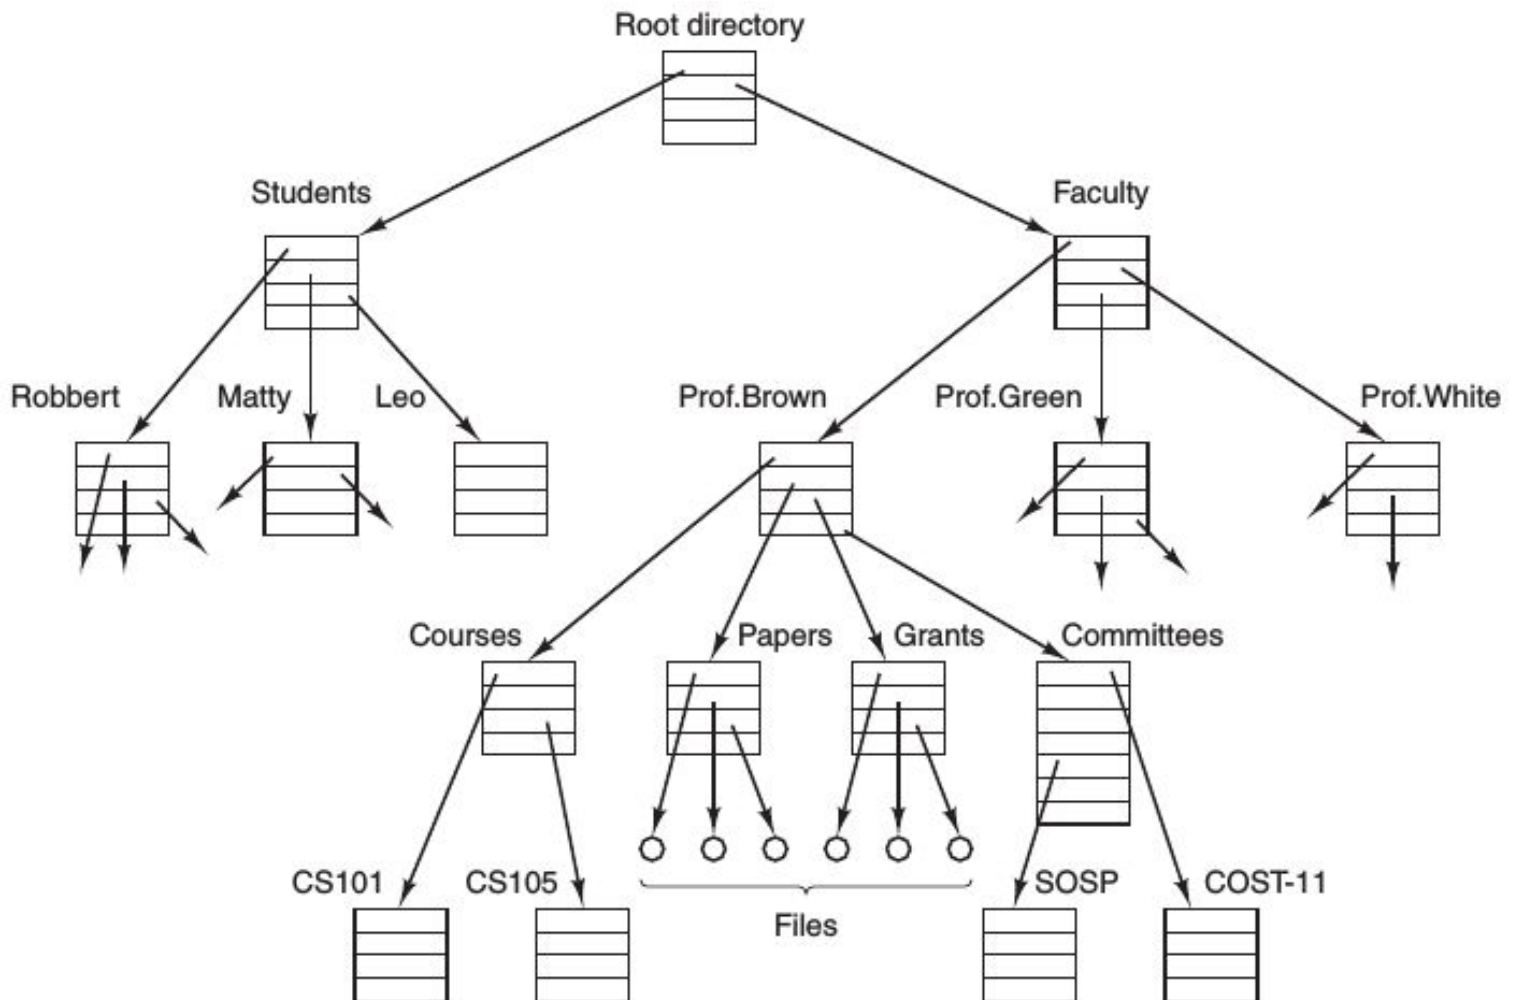 Root directory
Students
Faculty
Robbert
Matty
Leo
Prof.Brown
Prof.Green
Prof.White
Courses
Papers
Grants
Committees
CS101
CS105
SOSP
COST-11
Files